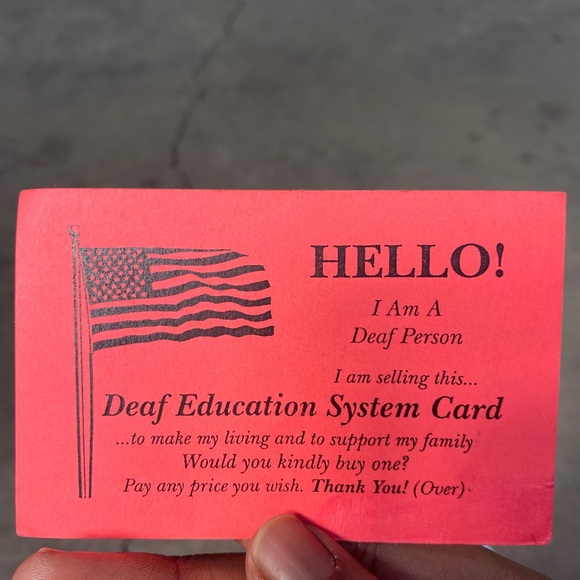 HELLO!
I Am A
Deaf Person
I am selling this...
Deaf Education System Card
...to make my living and to support my family
Would you kindly buy one?
Pay any price you wish. Thank You! (Over)